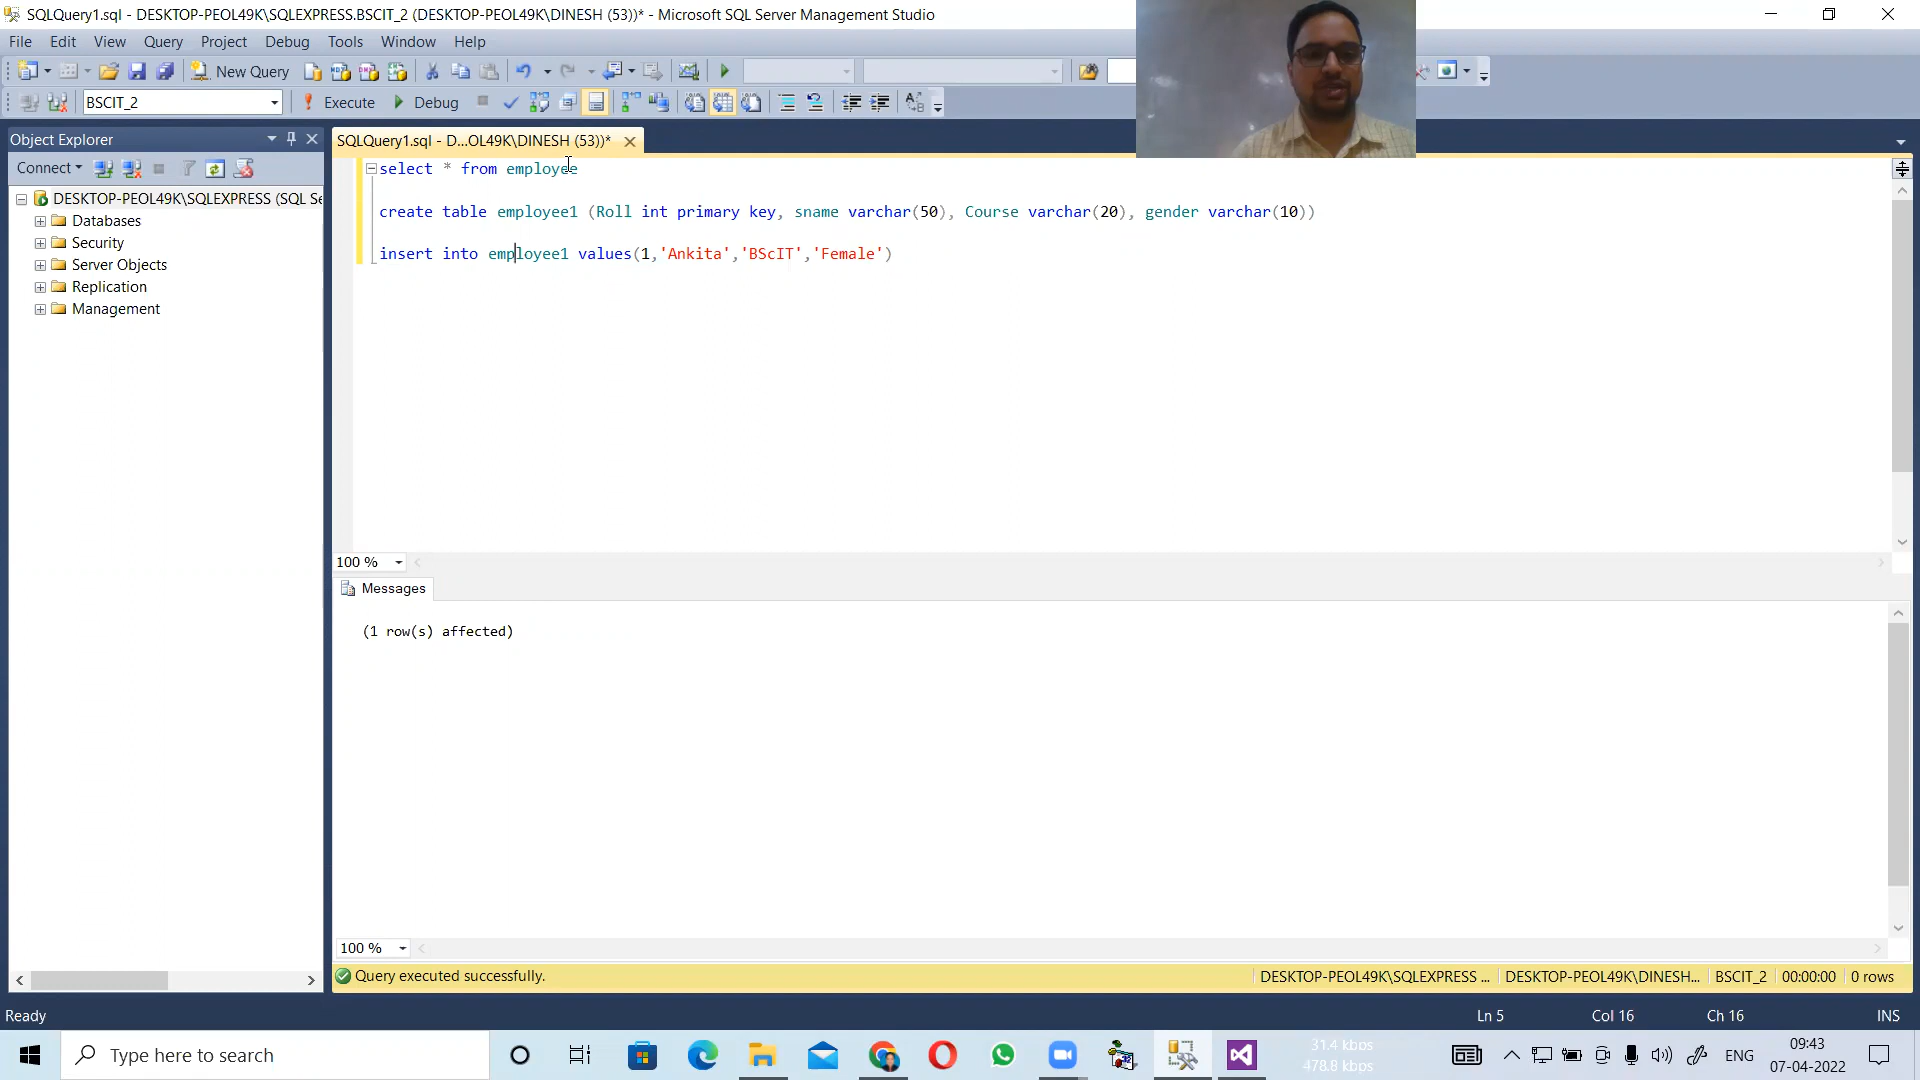 SQLQuery1.sql - DESKTOP-PEOL49K\SQLEXPRESS.BSCIT_2 (DESKTOP-PEOL49K\DINESH (53))* - Microsoft SQL Server Management Studio
File Edit View Query Project Debug Tools Window Help
New Query
BSCIT_2 Execute Debug
Object Explorer
SQLQuery1.sql - D...OL49K\DINESH (53))*
Connect
DESKTOP-PEOL49K\SQLEXPRESS (SQL Se
Databases
Security
Server Objects
Replication
Management
select * from employee
create table employee1 (Roll int primary key, sname varchar(50), Course varchar(20), gender varchar(10))
insert into employee1 values(1,'Ankita','BScIT','Female')
100 %
Messages
(1 row(s) affected)
100 %
Query executed successfully. DESKTOP-PEOL49K\SQLEXPRESS ... DESKTOP-PEOL49K\DINESH... BSCIT_2 00:00:00 0 rows
Ready Ln 5 Col 16 Ch 16 INS
Type here to search
31.4 kbps
478.8 kbps
ENG
09:43
07-04-2022